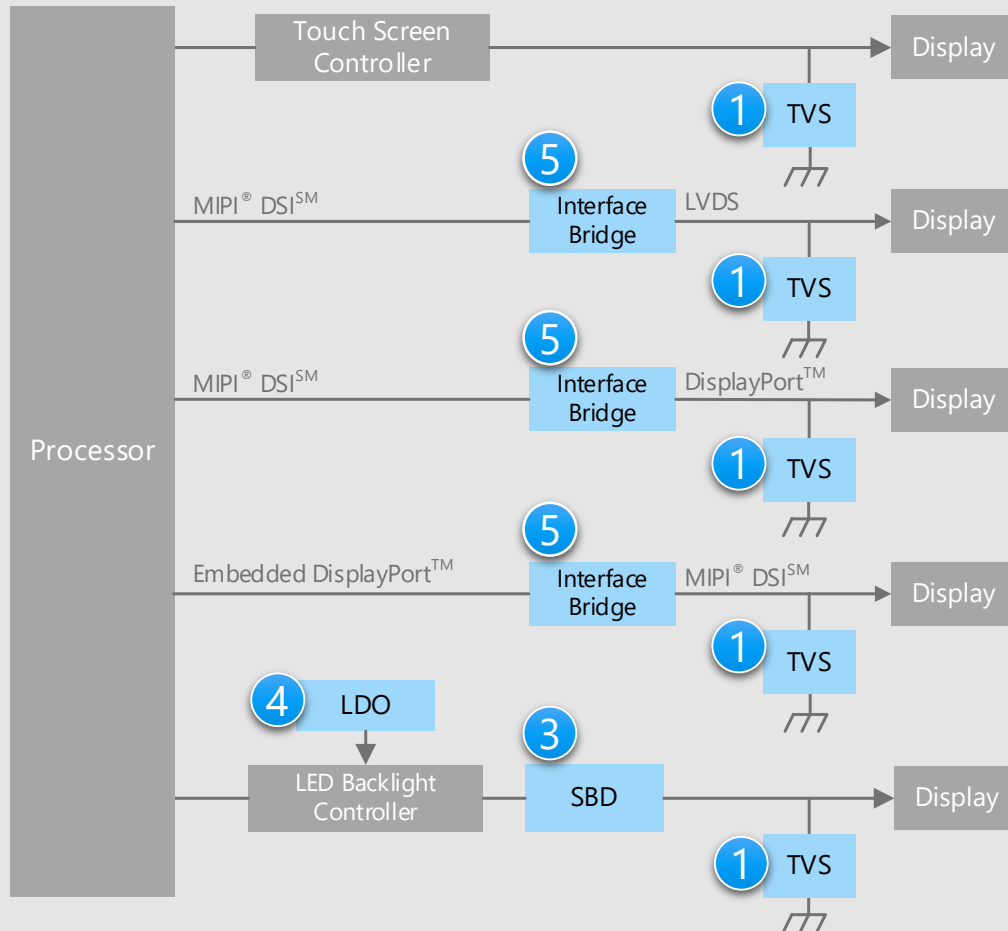 Processor
Touch Screen
Controller
Display
1
TVS
MIPI® DSI℠
5
Interface
Bridge
LVDS
Display
1
TVS
MIPI® DSI℠
5
Interface
Bridge
DisplayPort™
Display
1
TVS
Embedded DisplayPort™
5
Interface
Bridge
MIPI® DSI℠
Display
1
TVS
4
LDO
LED Backlight
Controller
3
SBD
Display
1
TVS